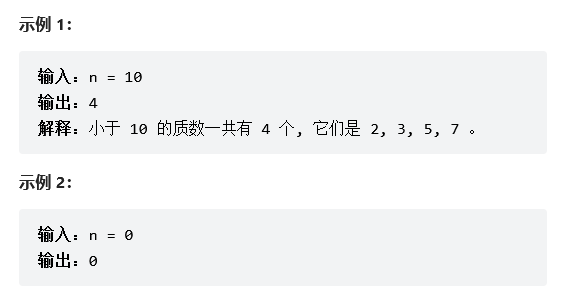 示例 1：
输入：n = 10
输出：4
解释：小于 10 的质数一共有 4 个, 它们是 2, 3, 5, 7 。
示例 2：
输入：n = 0
输出：0